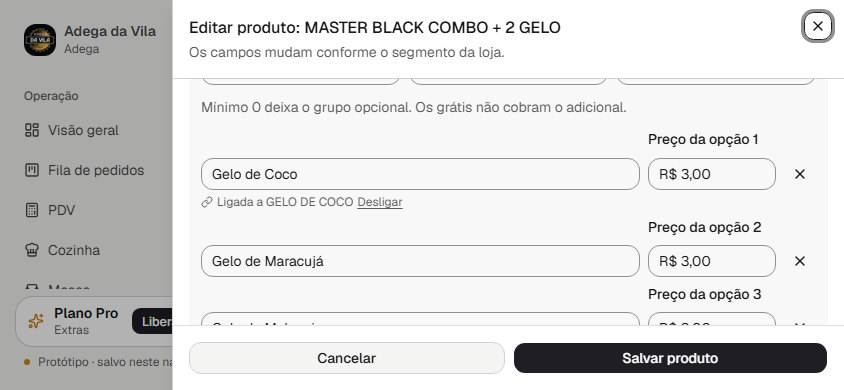 Adega da Vila
Adega
Operação
Visão geral
Fila de pedidos
PDV
Cozinha
Plano Pro
Extras
Liber
Protótipo · salvo neste na
Editar produto: MASTER BLACK COMBO + 2 GELO
Os campos mudam conforme o segmento da loja.
Mínimo 0 deixa o grupo opcional. Os grátis não cobram o adicional.
Preço da opção 1
Gelo de Coco
R$ 3,00
Ligada a GELO DE COCO Desligar
Preço da opção 2
Gelo de Maracujá
R$ 3,00
Preço da opção 3
Cancelar
Salvar produto